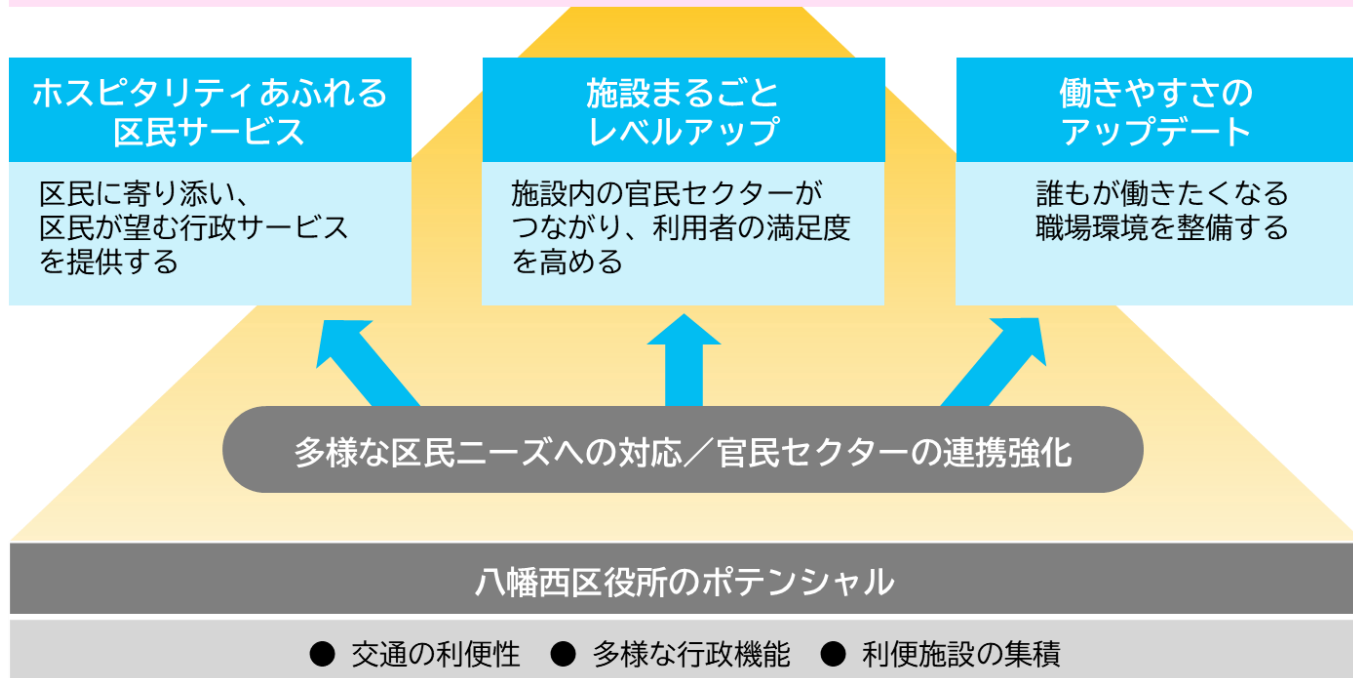 ホスピタリティあふれる
区民サービス
区民に寄り添い、
区民が望む行政サービス
を提供する
施設まるごと
レベルアップ
施設内の官民セクターが
つながり、利用者の満足度
を高める
働きやすさの
アップデート
誰もが働きたくなる
職場環境を整備する
多様な区民ニーズへの対応／官民セクターの連携強化
八幡西区役所のポテンシャル
● 交通の利便性 ● 多様な行政機能 ● 利便施設の集積